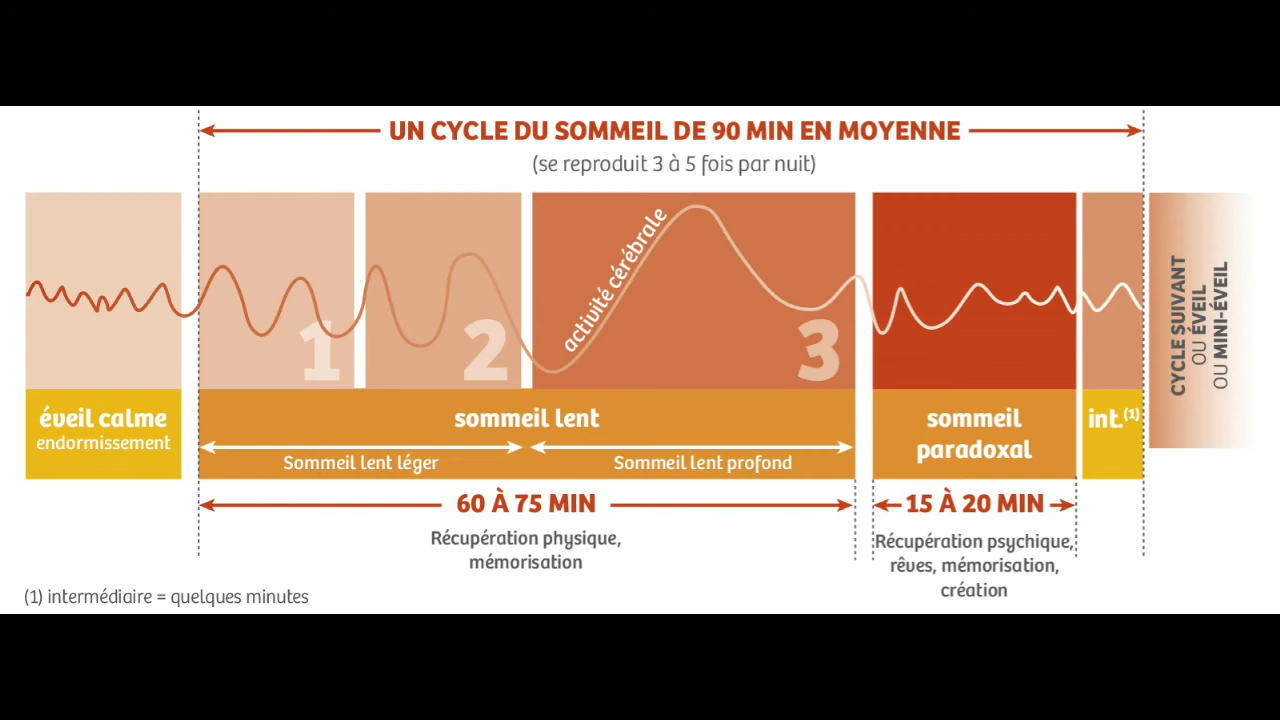 UN CYCLE DU SOMMEIL DE 90 MIN EN MOYENNE
(se reproduit 3 à 5 fois par nuit)
activité cérébrale
1
2
3
CYCLE SUIVANT
OU ÉVEIL
OU MINI-ÉVEIL
éveil calme
endormissement
sommeil lent
Sommeil lent léger
Sommeil lent profond
sommeil
paradoxal
int.(1)
60 À 75 MIN
Récupération physique,
mémorisation
15 À 20 MIN
Récupération psychique,
rêves, mémorisation,
création
(1) intermédiaire = quelques minutes